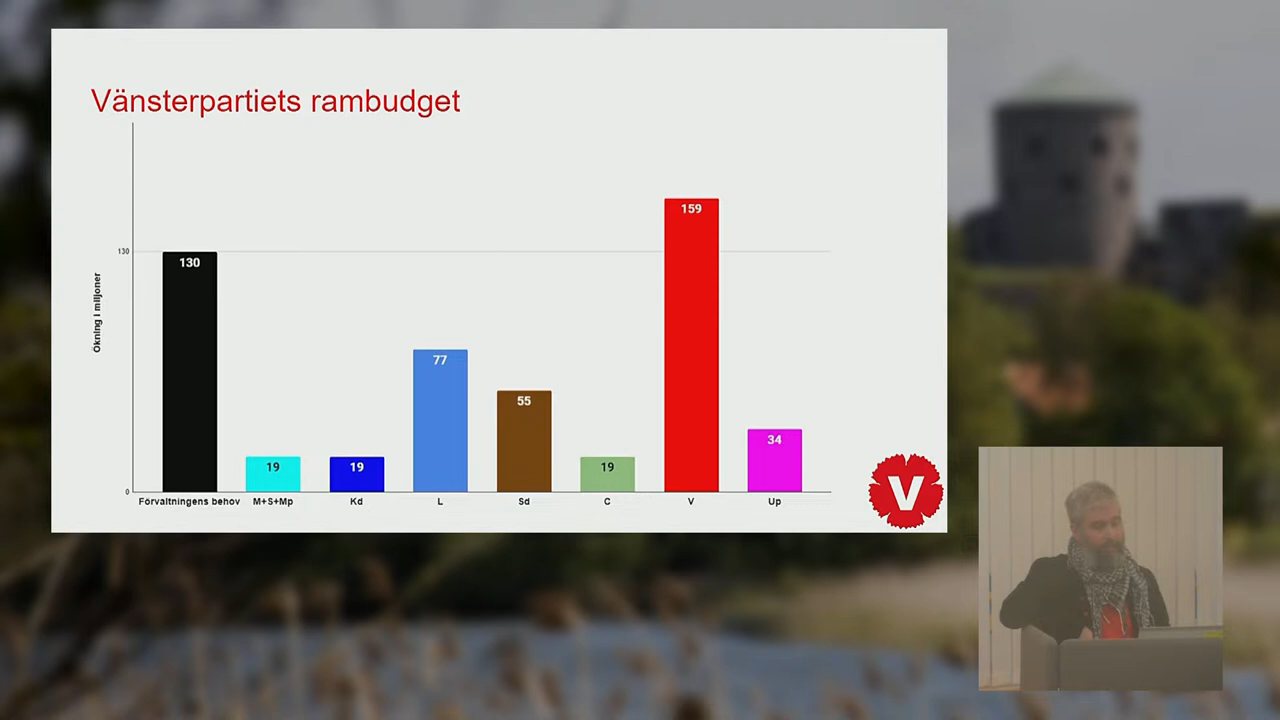 Vänsterpartiets rambudget
159
130
130
77
55
34
19
19
19
Ökning i miljoner
0
Förvaltningens behov M+S+Mp Kd L Sd C V Up
V